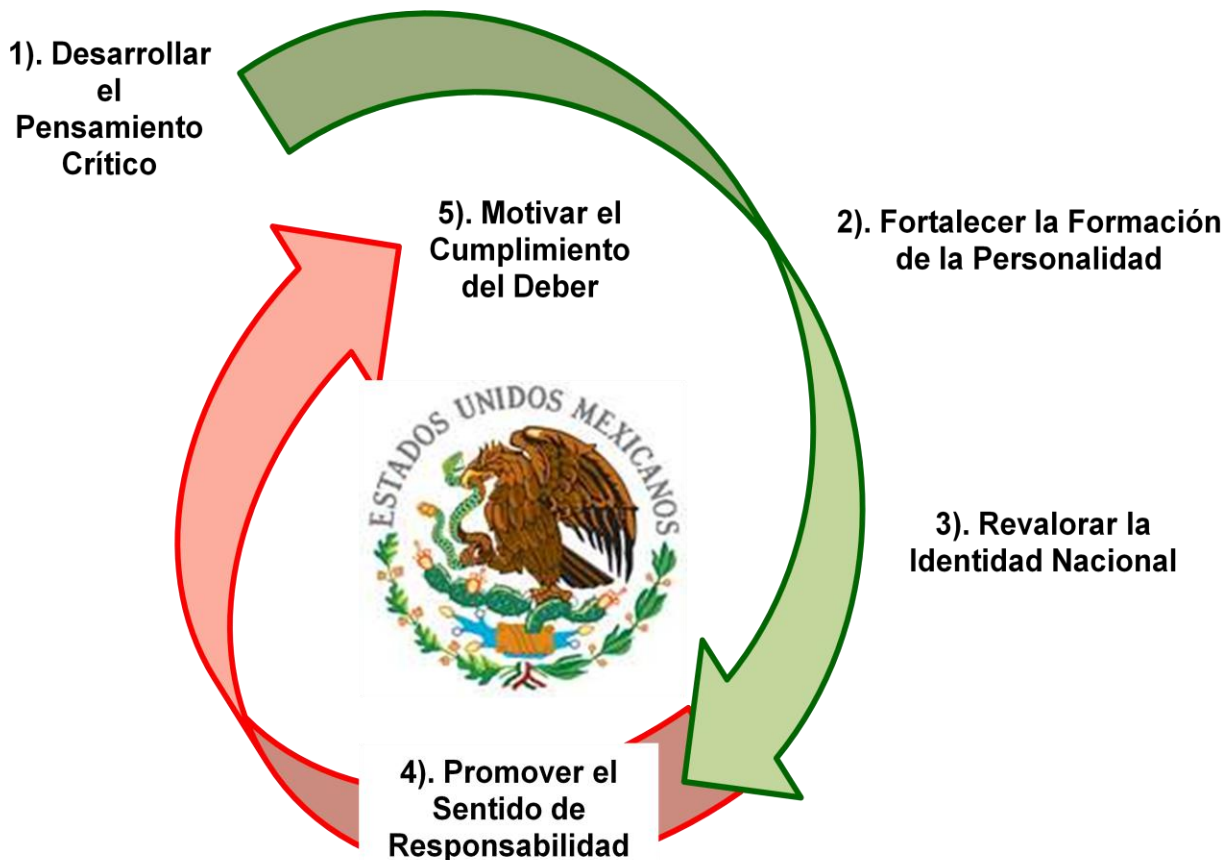 1). Desarrollar
el
Pensamiento
Crítico
5). Motivar el
Cumplimiento
del Deber
2). Fortalecer la Formación
de la Personalidad
ESTADOS UNIDOS MEXICANOS
3). Revalorar la
Identidad Nacional
4). Promover el
Sentido de
Responsabilidad